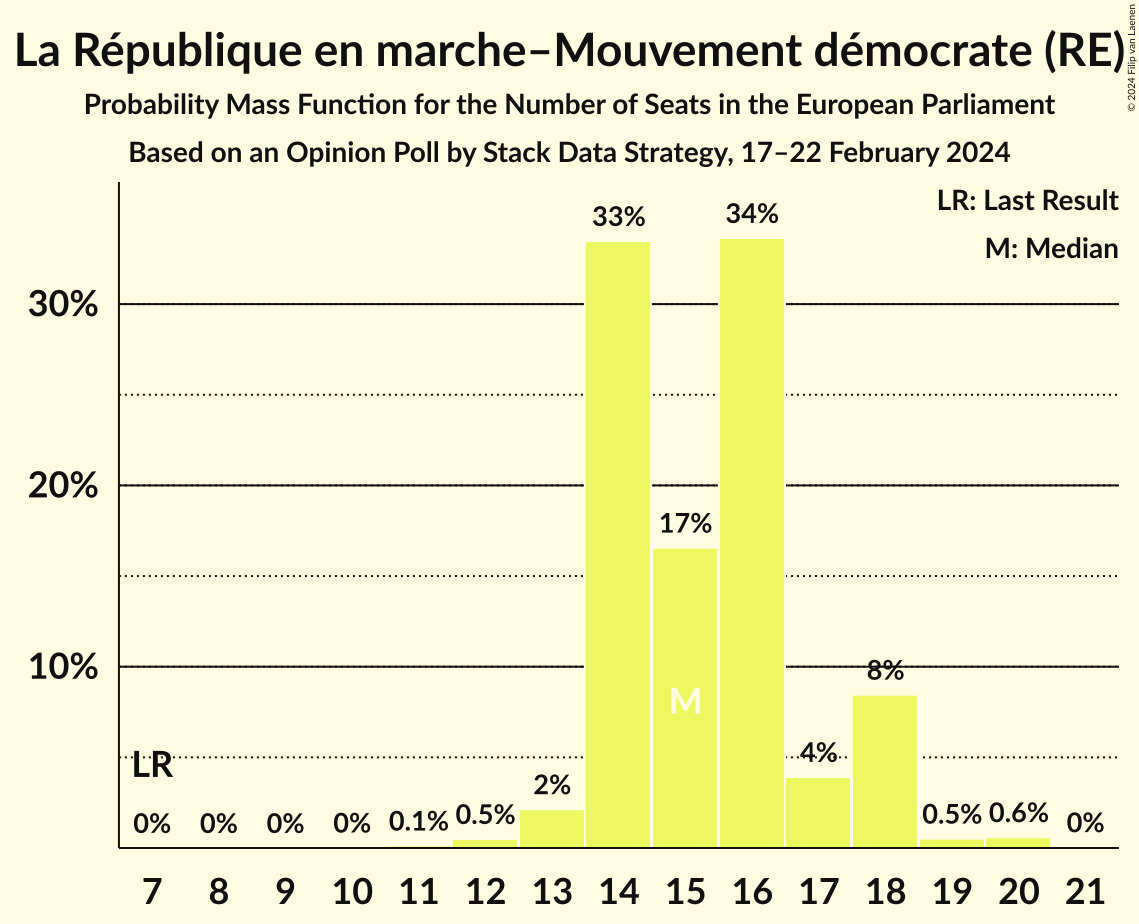 La République en marche–Mouvement démocrate (RE)
Probability Mass Function for the Number of Seats in the European Parliament
Based on an Opinion Poll by Stack Data Strategy, 17–22 February 2024
© 2024 Filip van Laenen
LR: Last Result
M: Median
30%
20%
10%
LR
M
0% 0% 0% 0% 0.1% 0.5% 2% 33% 17% 34% 4% 8% 0.5% 0.6% 0%
7 8 9 10 11 12 13 14 15 16 17 18 19 20 21